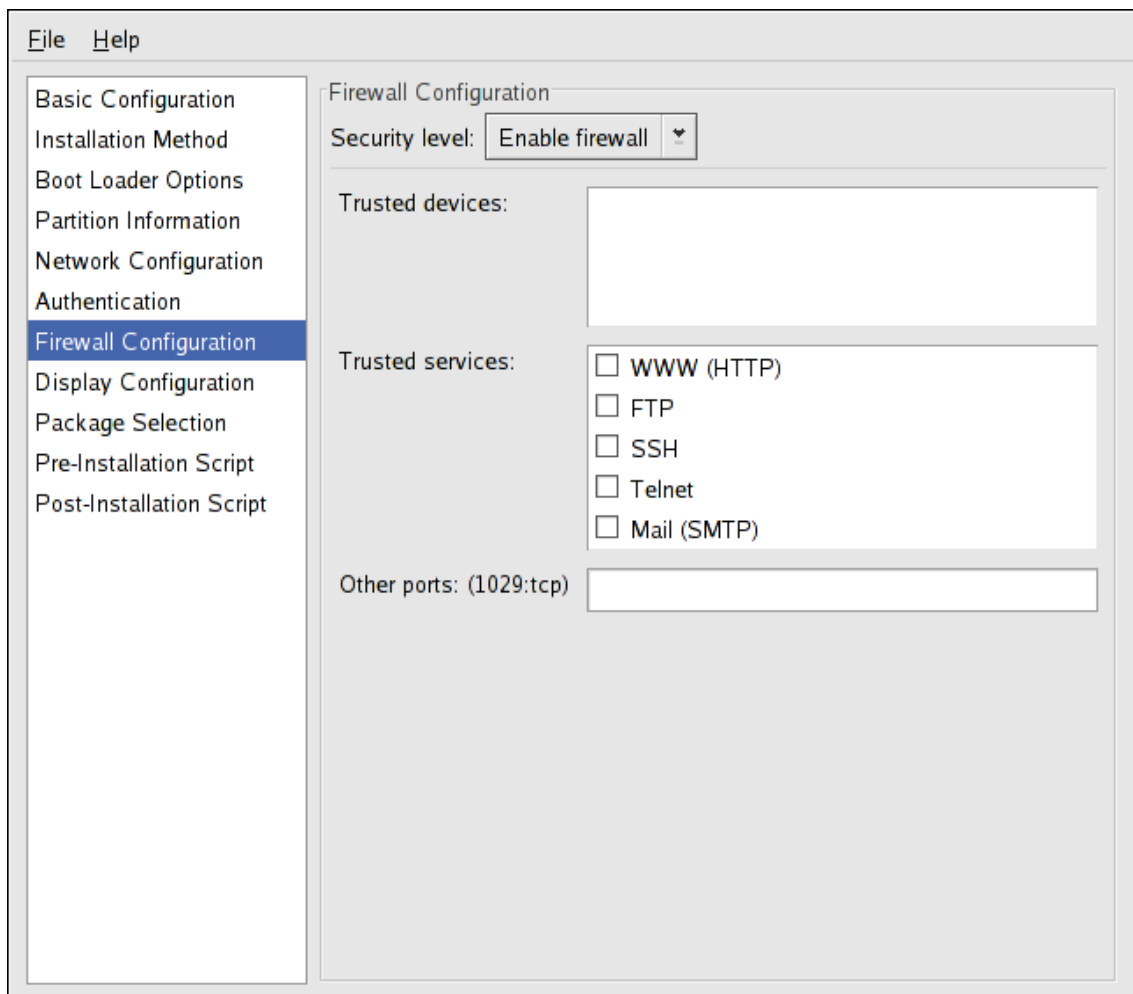 File Help
Basic Configuration
Installation Method
Boot Loader Options
Partition Information
Network Configuration
Authentication
Firewall Configuration
Display Configuration
Package Selection
Pre-Installation Script
Post-Installation Script
Firewall Configuration
Security level: Enable firewall
Trusted devices:
Trusted services:
WWW (HTTP)
FTP
SSH
Telnet
Mail (SMTP)
Other ports: (1029:tcp)